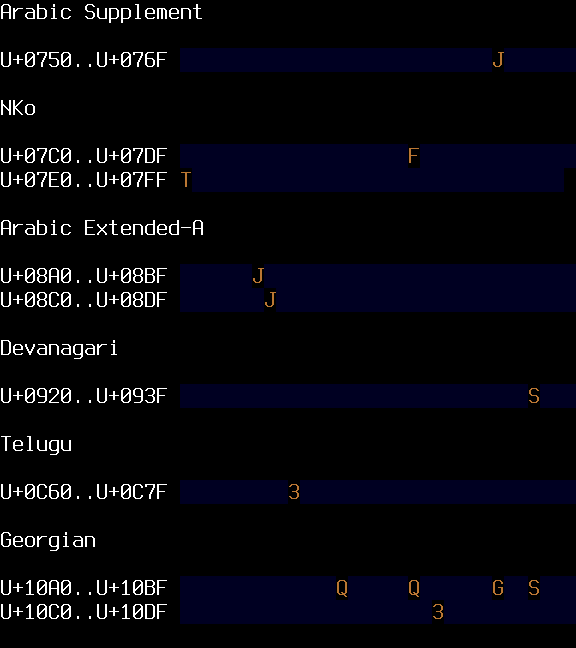 Arabic Supplement
U+0750..U+076F J
NKo
U+07C0..U+07DF F
U+07E0..U+07FF T
Arabic Extended-A
U+08A0..U+08BF J
U+08C0..U+08DF J
Devanagari
U+0920..U+093F S
Telugu
U+0C60..U+0C7F 3
Georgian
U+10A0..U+10BF Q Q G S
U+10C0..U+10DF 3